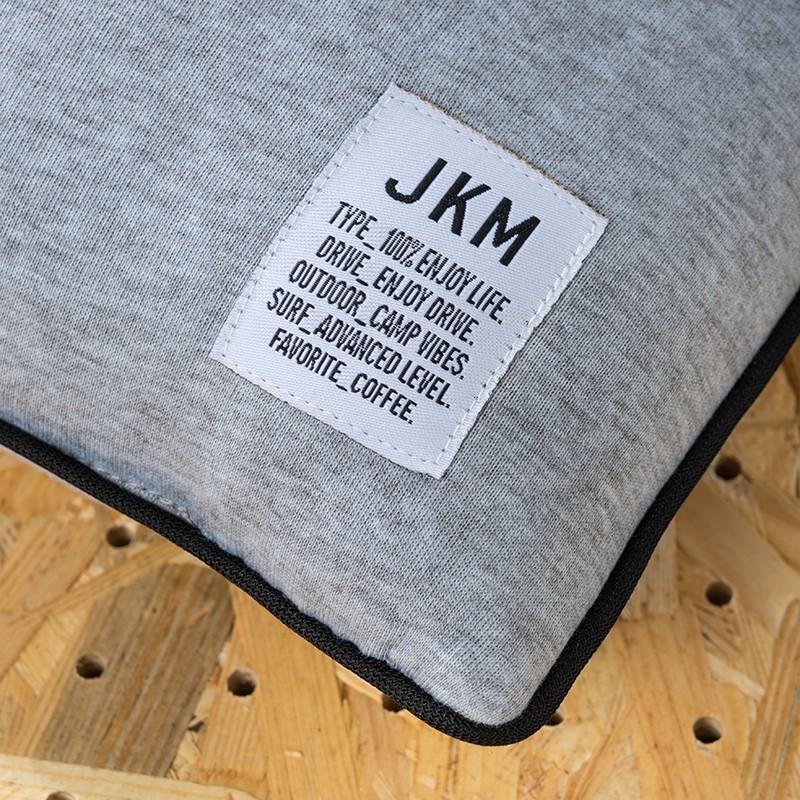 JKM
TYPE_100% ENJOY LIFE.
DRIVE_ENJOY DRIVE.
OUTDOOR_CAMP VIBES.
SURF_ADVANCED LEVEL.
FAVORITE_COFFEE.